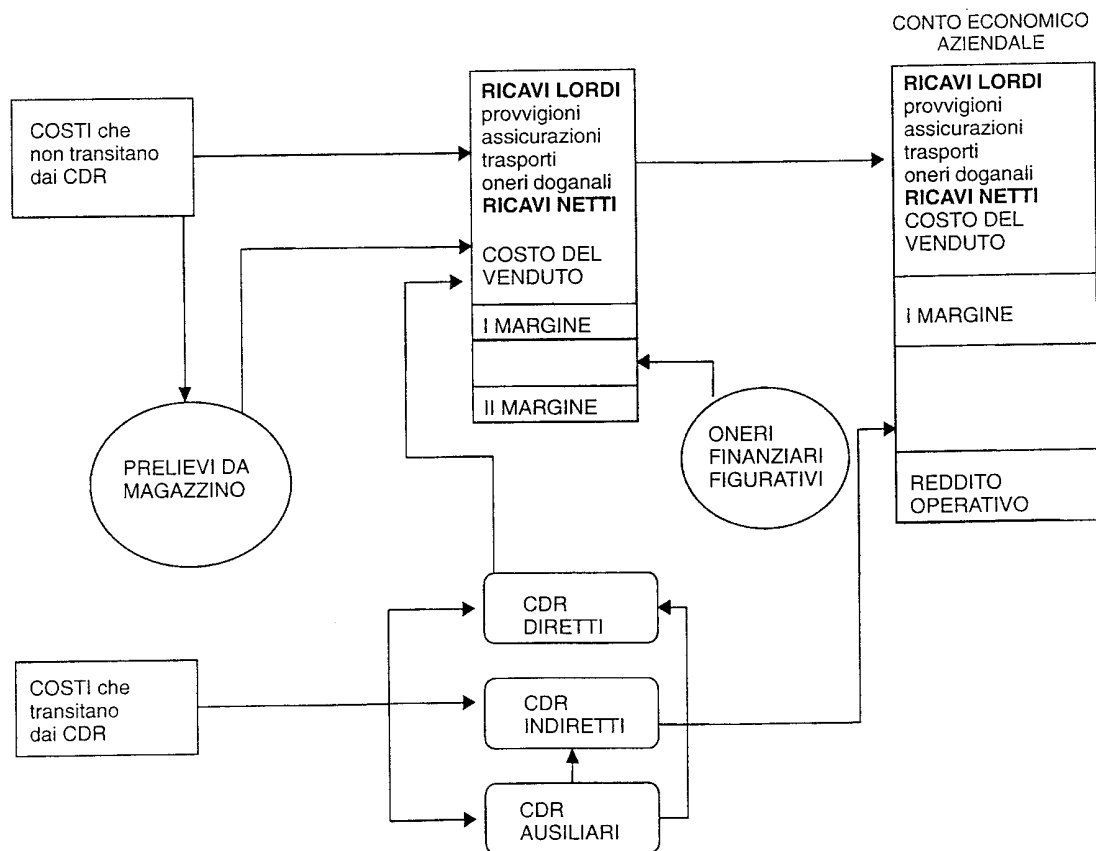 CONTO ECONOMICO
AZIENDALE
COSTI che
non transitano
dai CDR
RICAVI LORDI
provvigioni
assicurazioni
trasporti
oneri doganali
RICAVI NETTI
COSTO DEL
VENDUTO
I MARGINE
II MARGINE
RICAVI LORDI
provvigioni
assicurazioni
trasporti
oneri doganali
RICAVI NETTI
COSTO DEL
VENDUTO
I MARGINE
REDDITO
OPERATIVO
PRELIEVI DA
MAGAZZINO
ONERI
FINANZIARI
FIGURATIVI
COSTI che
transitano
dai CDR
CDR
DIRETTI
CDR
INDIRETTI
CDR
AUSILIARI